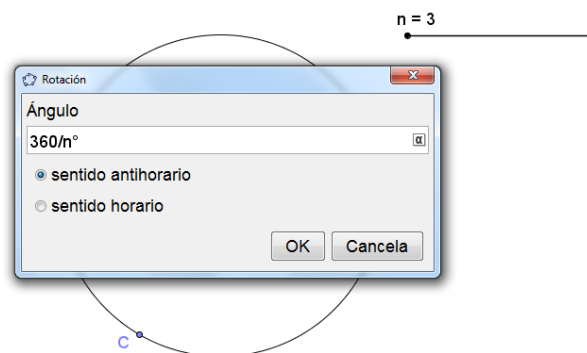 n = 3
Rotación
Ángulo
360/n°
α
sentido antihorario
sentido horario
OK Cancela
C